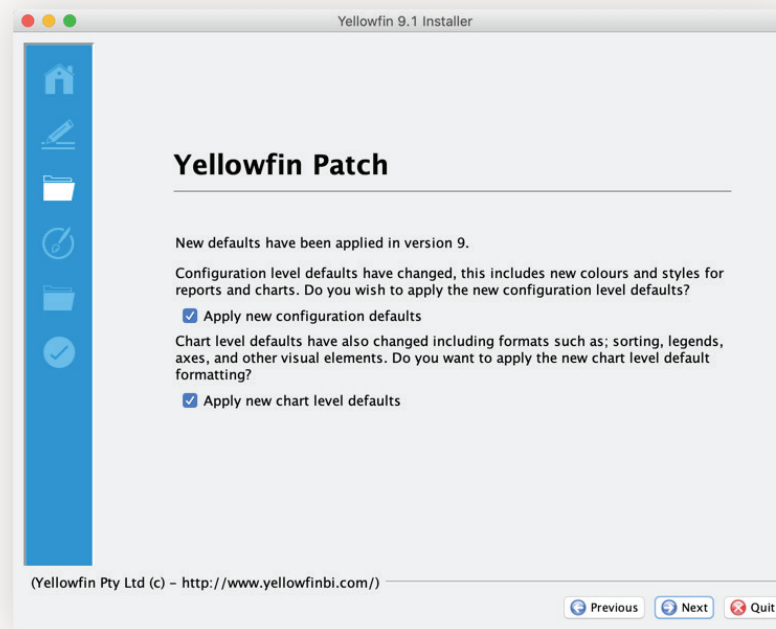 Yellowfin 9.1 Installer
Yellowfin Patch
New defaults have been applied in version 9.
Configuration level defaults have changed, this includes new colours and styles for
reports and charts. Do you wish to apply the new configuration level defaults?
Apply new configuration defaults
Chart level defaults have also changed including formats such as; sorting, legends,
axes, and other visual elements. Do you want to apply the new chart level default
formatting?
Apply new chart level defaults
(Yellowfin Pty Ltd (c) – http://www.yellowfinbi.com/)
Previous Next Quit